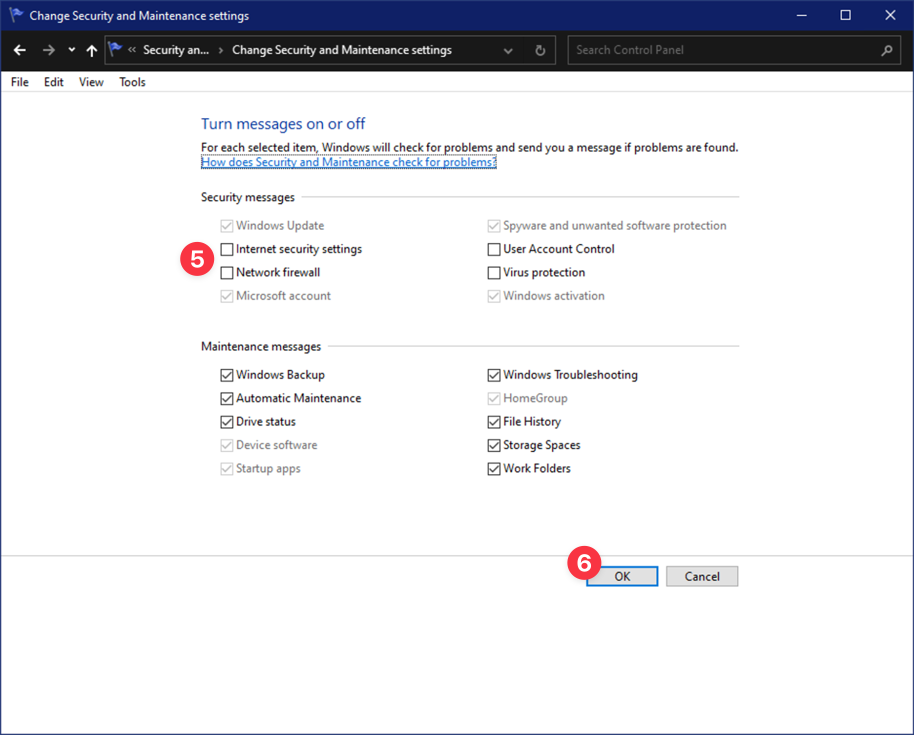 Change Security and Maintenance settings
« Security an... › Change Security and Maintenance settings
Search Control Panel
File Edit View Tools
Turn messages on or off
For each selected item, Windows will check for problems and send you a message if problems are found.
How does Security and Maintenance check for problems?
Security messages
Windows Update Spyware and unwanted software protection
5 Internet security settings User Account Control
Network firewall Virus protection
Microsoft account Windows activation
Maintenance messages
Windows Backup Windows Troubleshooting
Automatic Maintenance HomeGroup
Drive status File History
Device software Storage Spaces
Startup apps Work Folders
6 OK Cancel